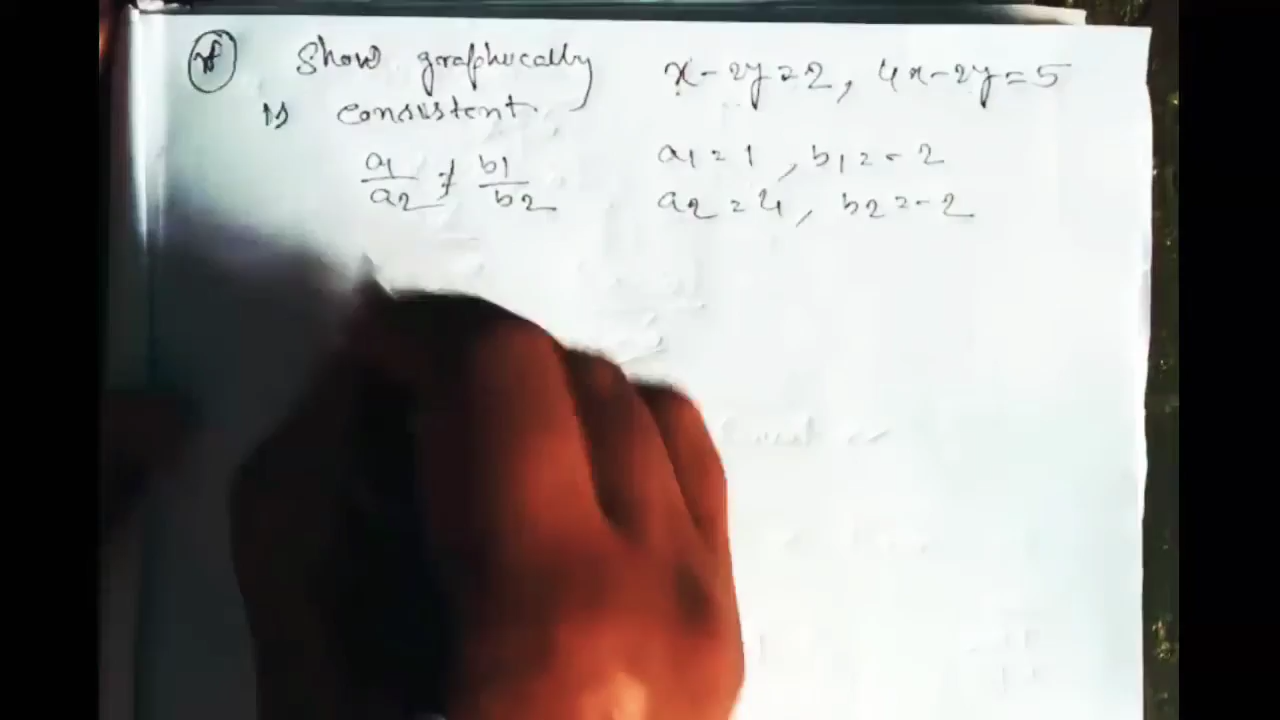 Show graphically x - 2y = 2, 4x - 2y = 5
is consistent.
a1/a2 ≠ b1/b2 a1 = 1, b1 = - 2
a2 = 4, b2 = - 2